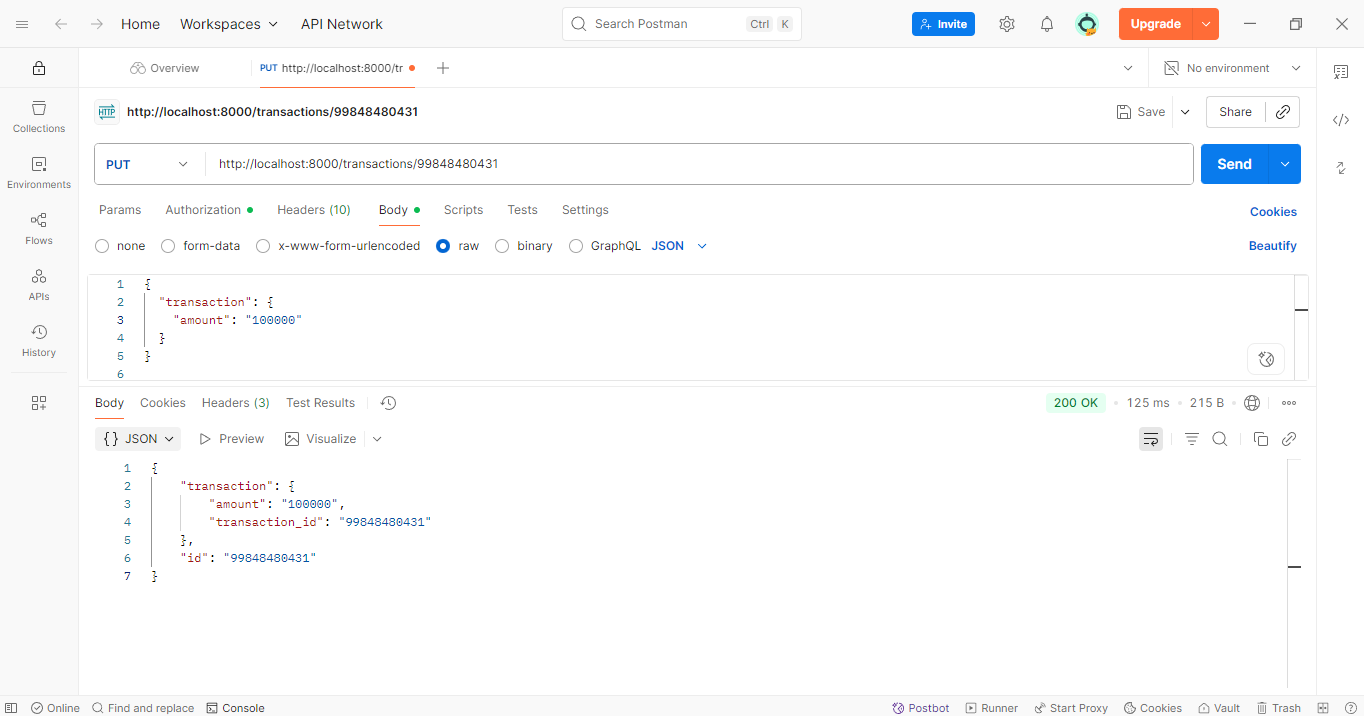 Home Workspaces API Network Search Postman Ctrl K Invite Upgrade
Overview PUT http://localhost:8000/tr No environment
HTTP http://localhost:8000/transactions/99848480431 Save Share
Collections
PUT http://localhost:8000/transactions/99848480431 Send
Environments
Params Authorization Headers (10) Body Scripts Tests Settings Cookies
Flows
none form-data x-www-form-urlencoded raw binary GraphQL JSON Beautify
APIs
History
1 {
2 "transaction": {
3 "amount": "100000"
4 }
5 }
6
Body Cookies Headers (3) Test Results 200 OK 125 ms 215 B
{} JSON Preview Visualize
1 {
2 "transaction": {
3 "amount": "100000",
4 "transaction_id": "99848480431"
5 },
6 "id": "99848480431"
7 }
Online Find and replace Console Postbot Runner Start Proxy Cookies Vault Trash